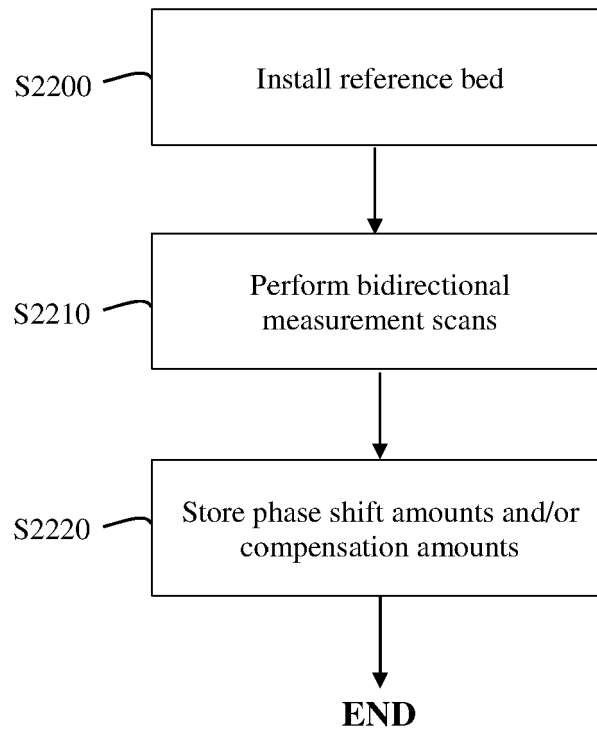 S2200
Install reference bed
S2210
Perform bidirectional
measurement scans
S2220
Store phase shift amounts and/or
compensation amounts
END